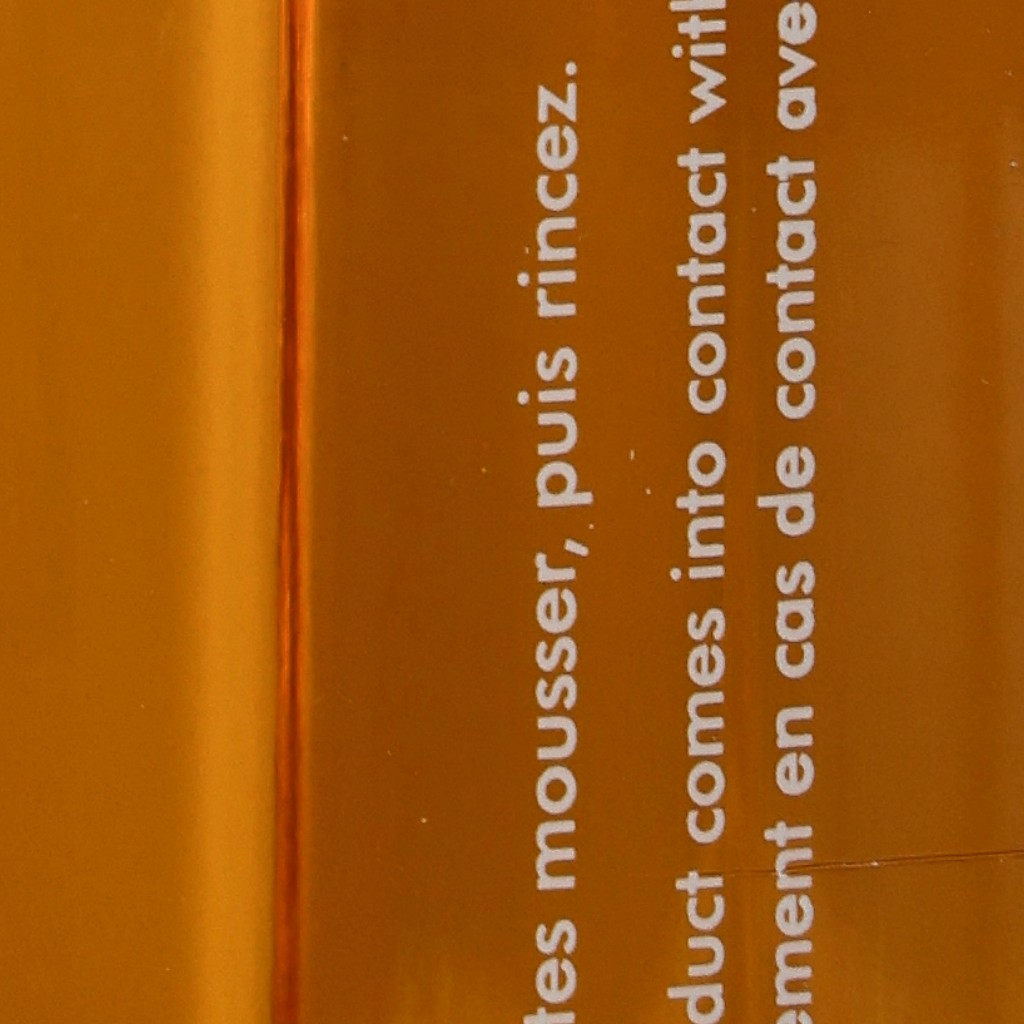 tes mousser, puis rincez.
duct comes into contact with
ement en cas de contact ave